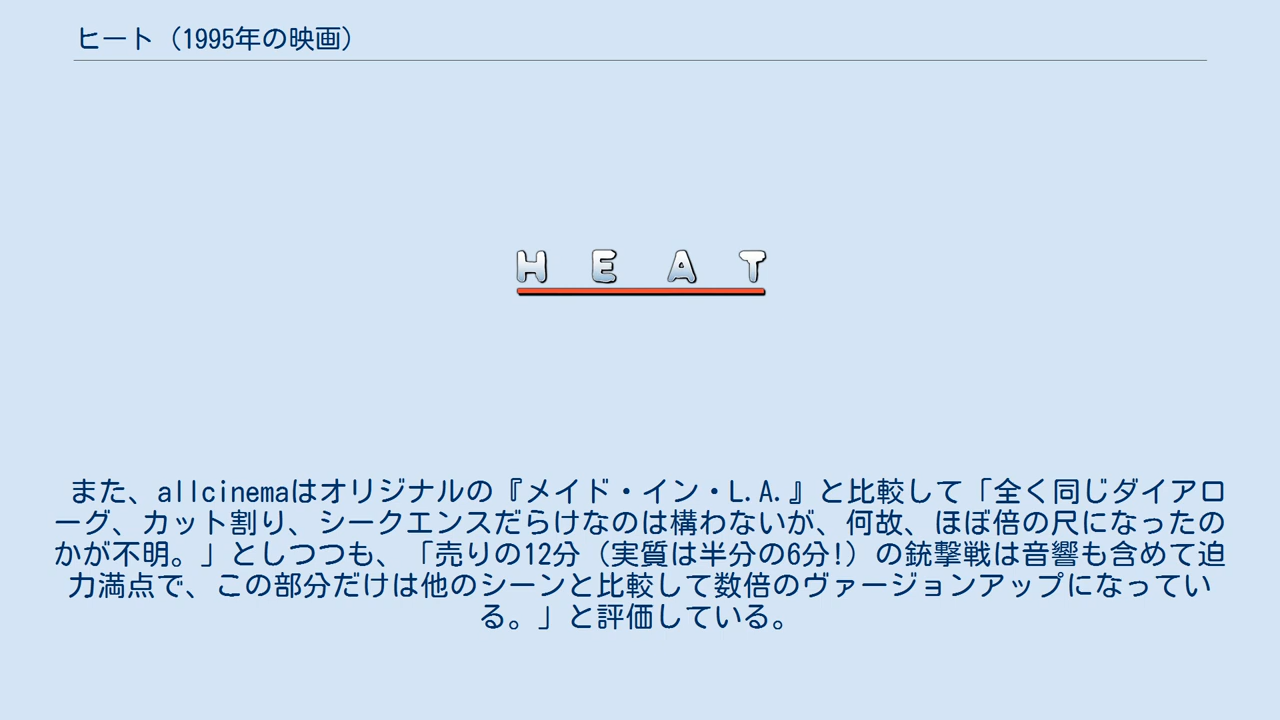 ヒート（1995年の映画）
HEAT
また、allcinemaはオリジナルの『メイド・イン・L.A.』と比較して「全く同じダイアロ
ーグ、カット割り、シークエンスだらけなのは構わないが、何故、ほぼ倍の尺になったの
かが不明。」としつつも、「売りの12分（実質は半分の6分!）の銃撃戦は音響も含めて迫
力満点で、この部分だけは他のシーンと比較して数倍のヴァージョンアップになってい
る。」と評価している。